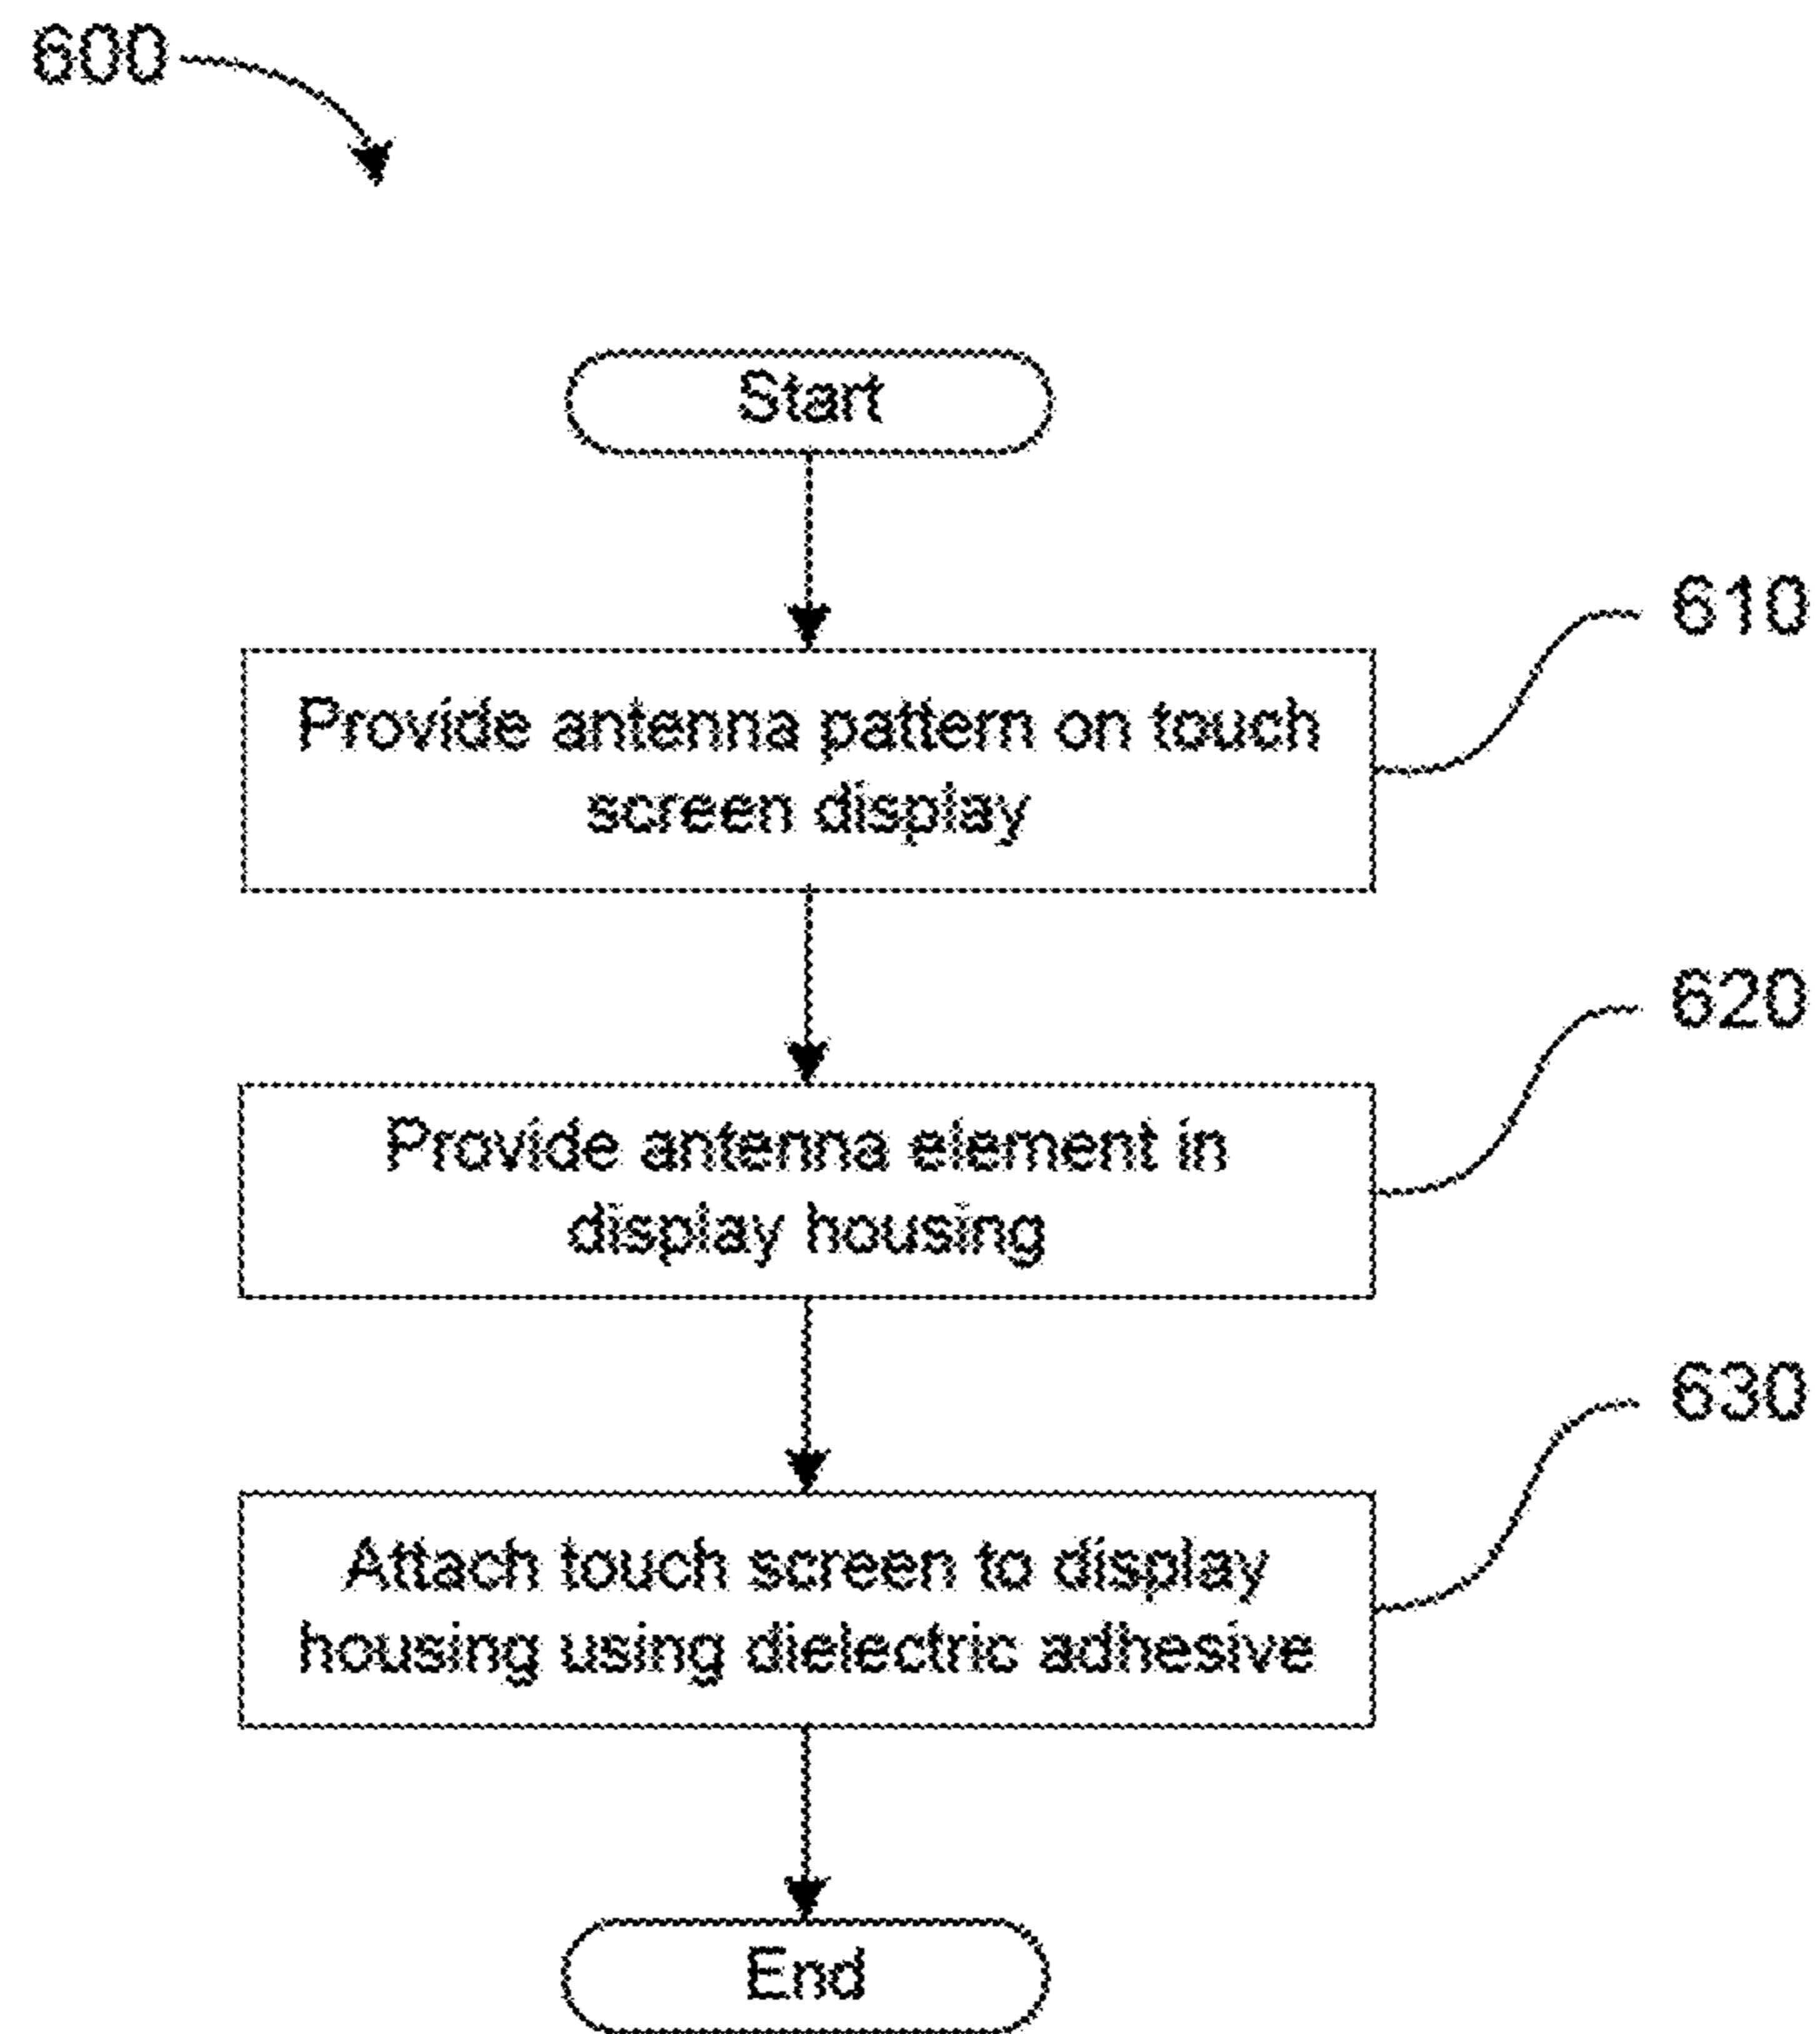 600
Start
610
Provide antenna pattern on touch
screen display
620
Provide antenna element in
display housing
630
Attach touch screen to display
housing using dielectric adhesive
End